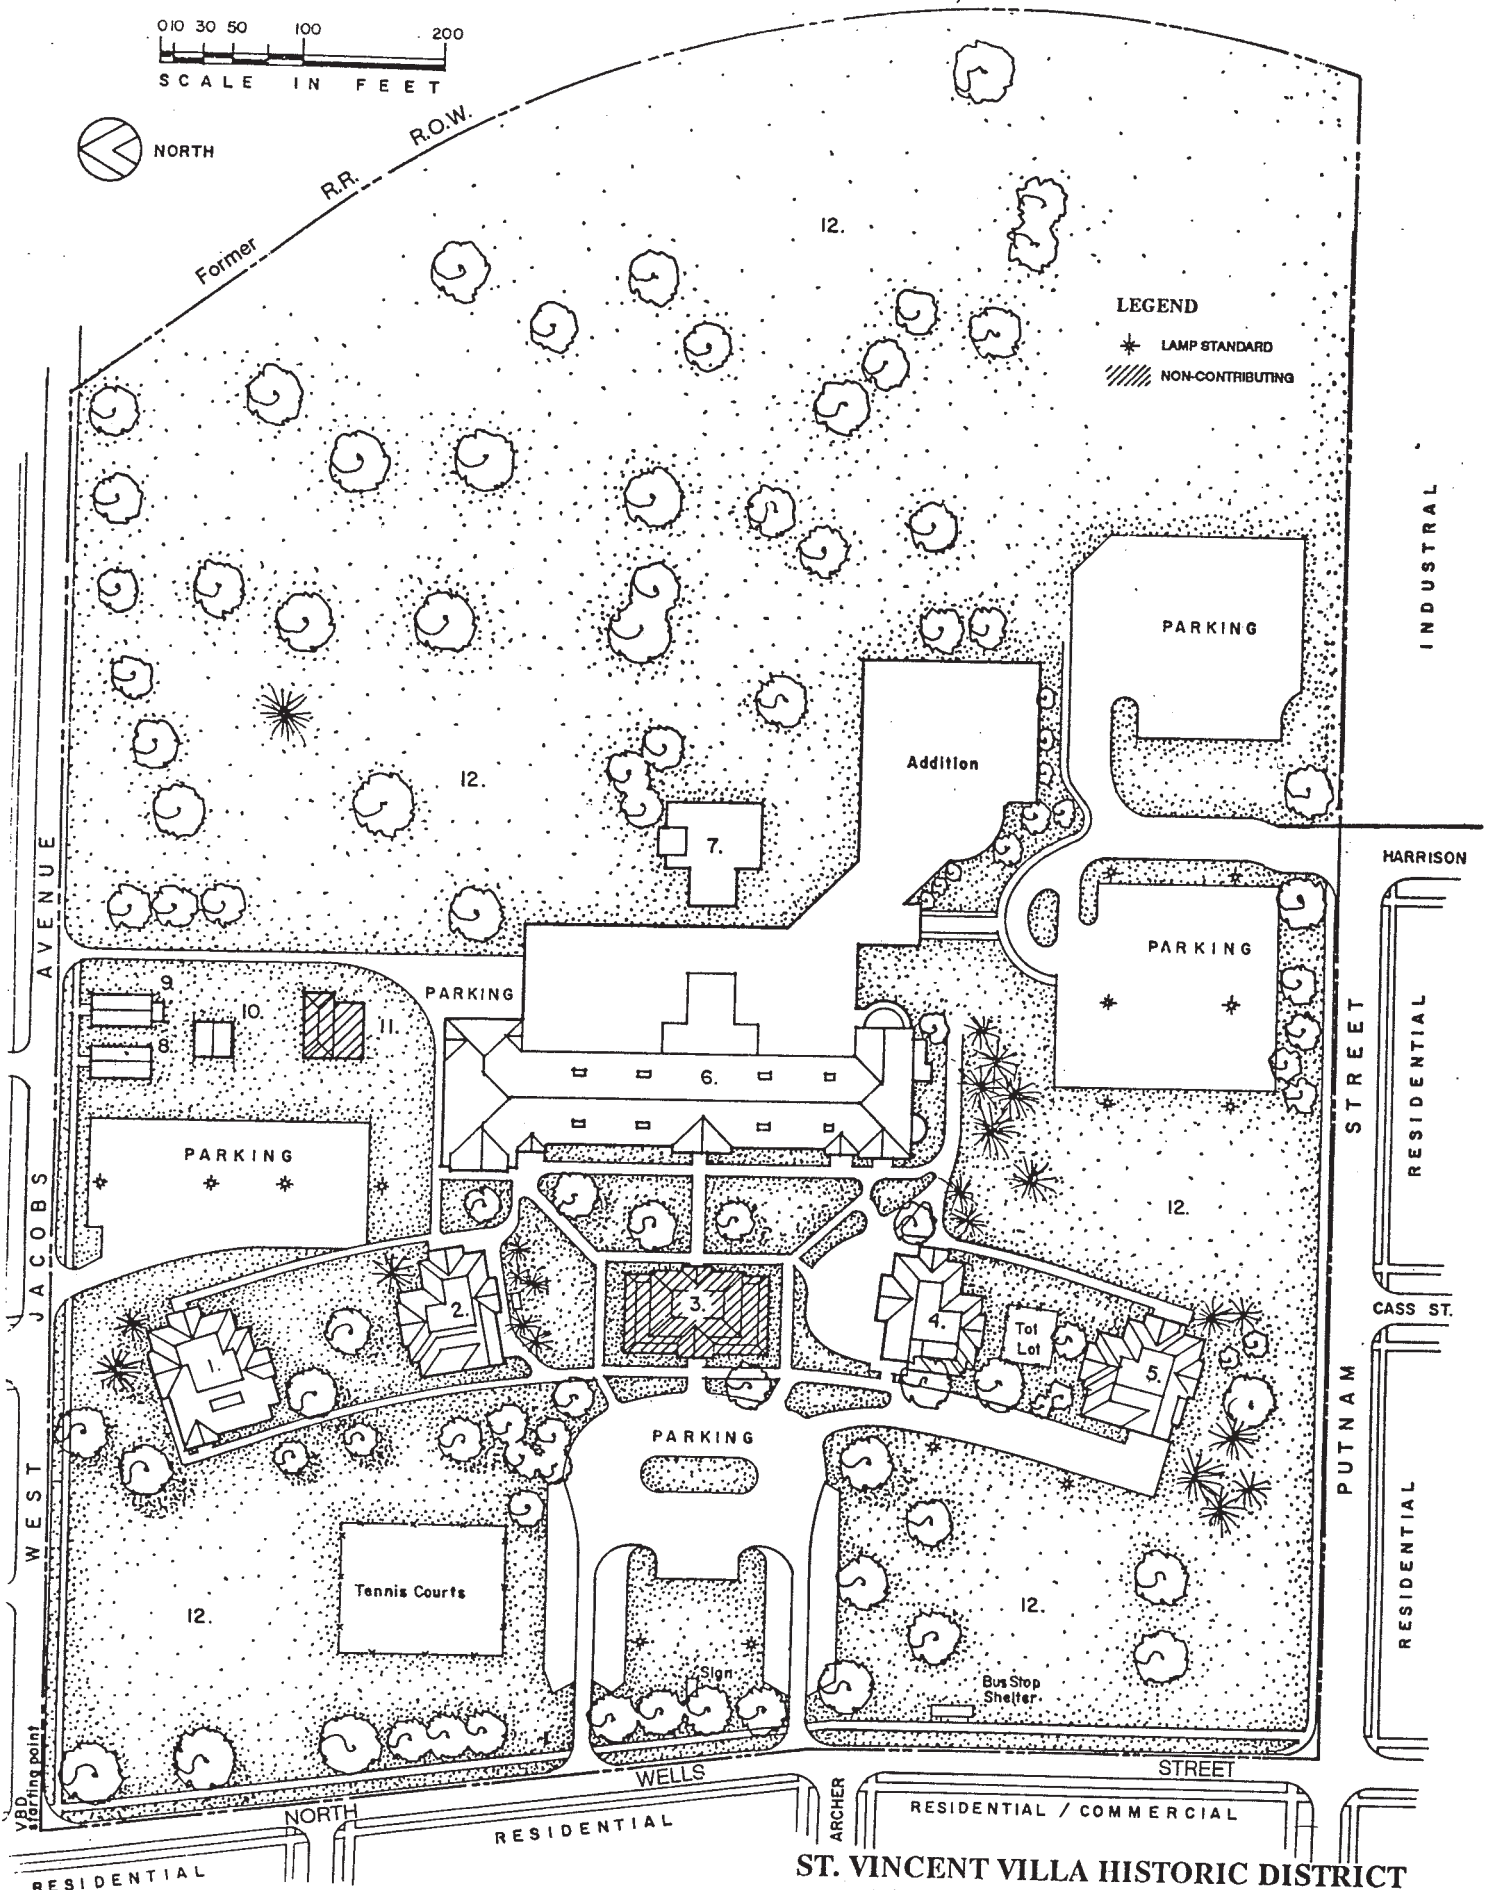 010 30 50 100 200
SCALE IN FEET
NORTH
Former R.R. R.O.W.
12.
LEGEND
LAMP STANDARD
NON-CONTRIBUTING
INDUSTRAL
PARKING
Addition
12.
7.
HARRISON
PARKING
PARKING
9.
10.
11.
8.
6.
PARKING
WEST JACOBS AVENUE
PUTNAM STREET
RESIDENTIAL
12.
2.
3.
4.
Tot
Lot
1
5.
CASS ST.
PARKING
RESIDENTIAL
Tennis Courts
12.
12.
Sign
Bus Stop
Shelter
VBD
starting point
NORTH WELLS STREET
ARCHER
RESIDENTIAL / COMMERCIAL
RESIDENTIAL
RESIDENTIAL
ST. VINCENT VILLA HISTORIC DISTRICT